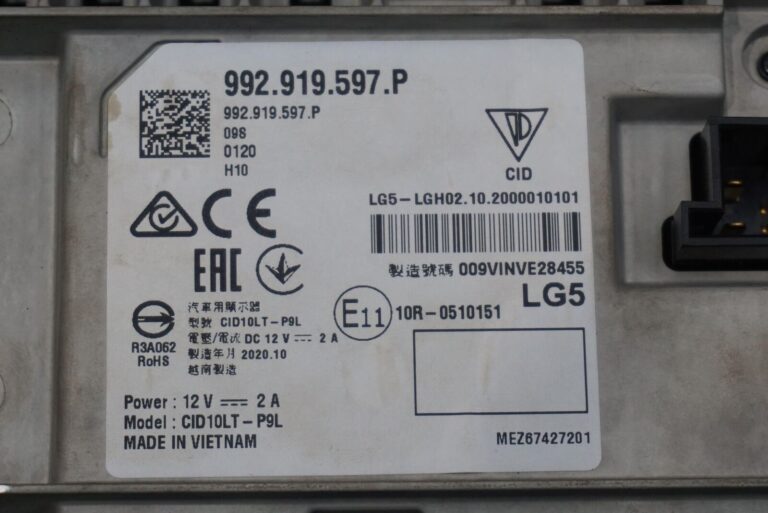 992.919.597.P
992.919.597.P
09S
0120
H10
CID
LG5-LGH02.10.2000010101
製造號碼 009VINVE28455
LG5
CE
EAC
E11 10R-0510151
R3A062
RoHS
汽車用顯示器
型號 CID10LT-P9L
電壓/電流 DC 12 V ⎓ 2 A
製造年月 2020.10
越南製造
Power : 12 V ⎓ 2 A
Model : CID10LT-P9L
MADE IN VIETNAM
MEZ67427201